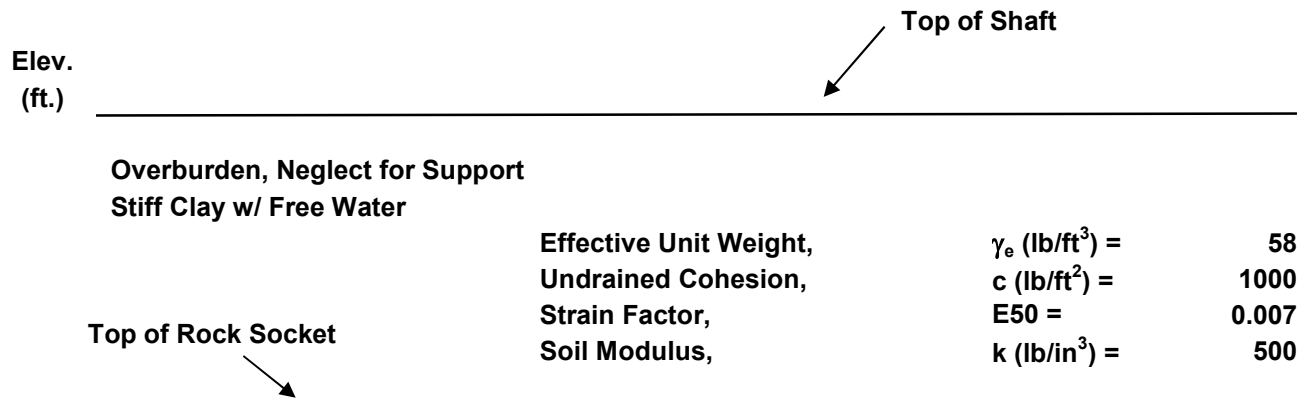 Top of Shaft
Elev.
(ft.)
Overburden, Neglect for Support
Stiff Clay w/ Free Water
Effective Unit Weight, γₑ (lb/ft³) = 58
Undrained Cohesion, c (lb/ft²) = 1000
Strain Factor, E50 = 0.007
Top of Rock Socket
Soil Modulus, k (lb/in³) = 500